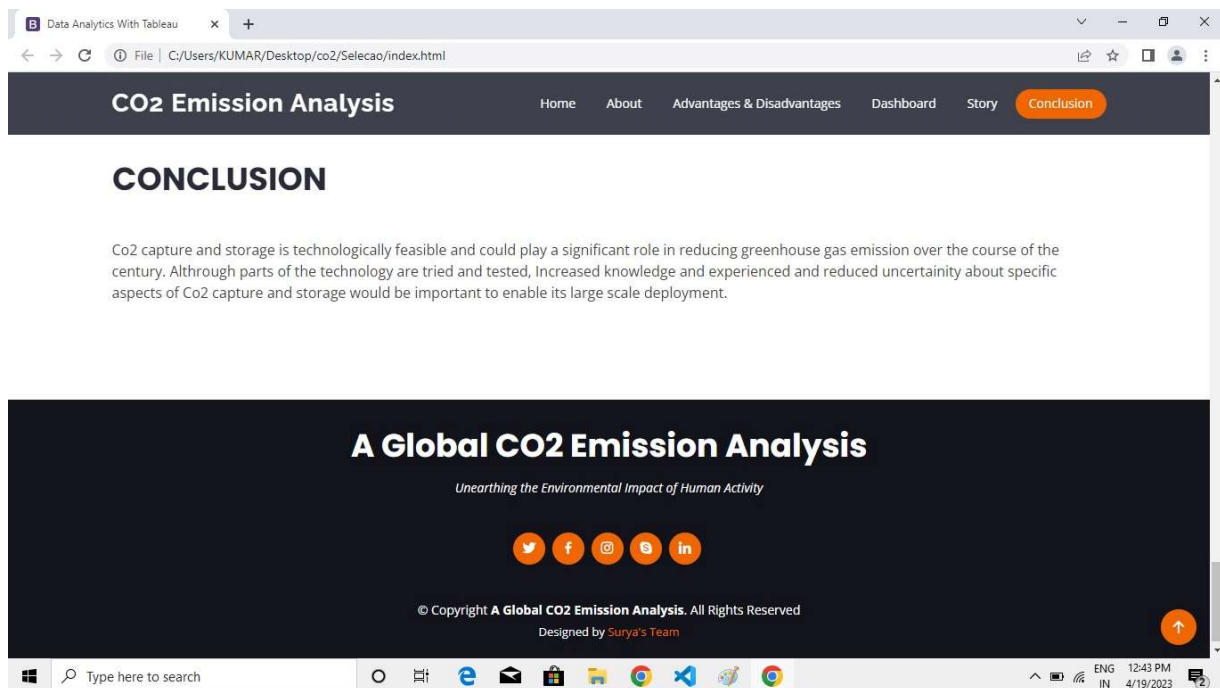 B Data Analytics With Tableau
File | C:/Users/KUMAR/Desktop/co2/Selecao/index.html
CO2 Emission Analysis
Home About Advantages & Disadvantages Dashboard Story Conclusion
CONCLUSION
Co2 capture and storage is technologically feasible and could play a significant role in reducing greenhouse gas emission over the course of the
century. Althrough parts of the technology are tried and tested, Increased knowledge and experienced and reduced uncertainity about specific
aspects of Co2 capture and storage would be important to enable its large scale deployment.
A Global CO2 Emission Analysis
Unearthing the Environmental Impact of Human Activity
© Copyright A Global CO2 Emission Analysis. All Rights Reserved
Designed by Surya's Team
Type here to search
ENG 12:43 PM
IN 4/19/2023 2